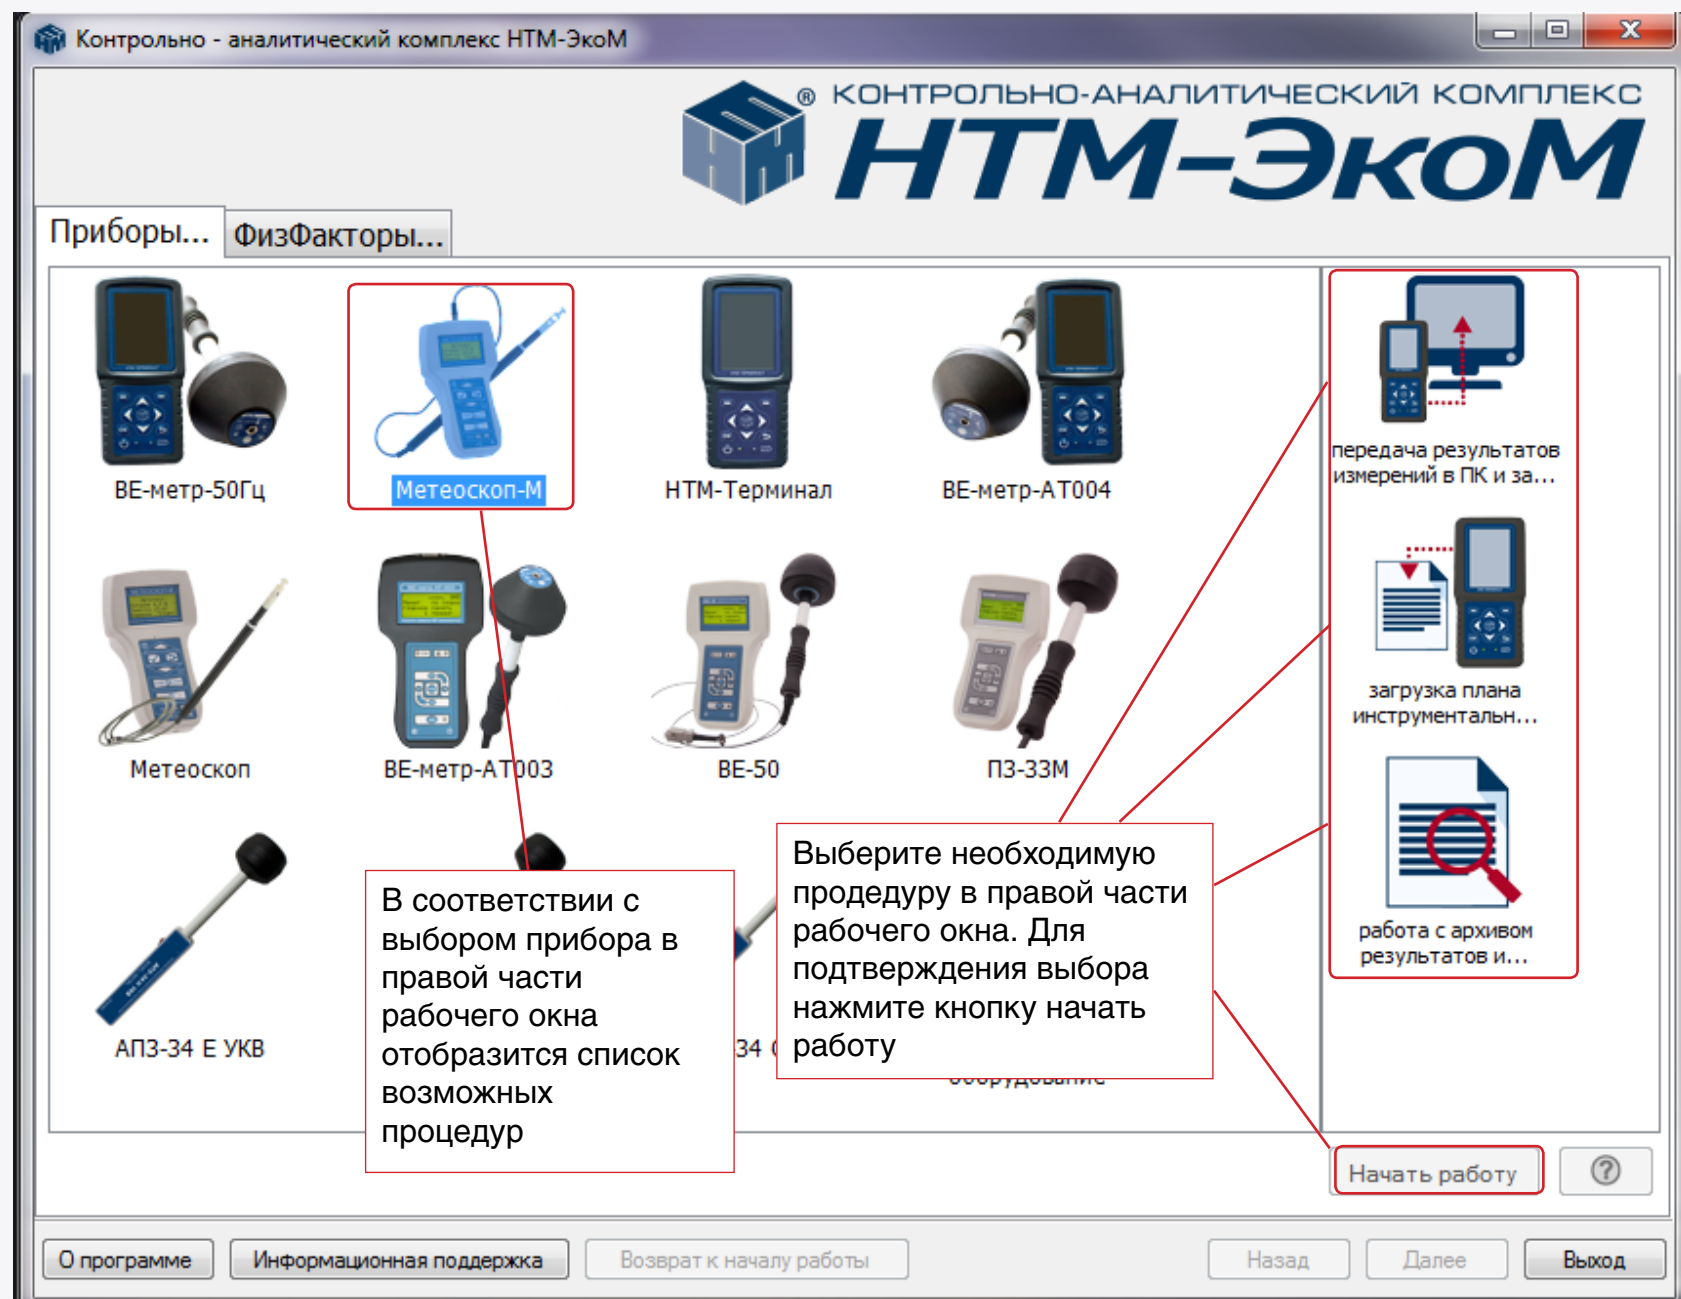 Контрольно - аналитический комплекс НТМ-ЭкоМ
® КОНТРОЛЬНО-АНАЛИТИЧЕСКИЙ КОМПЛЕКС
НТМ-ЭкоМ
Приборы...
ФизФакторы...
ВЕ-метр-50Гц
Метеоскоп-М
НТМ-Терминал
ВЕ-метр-АТ004
Метеоскоп
ВЕ-метр-АТ003
ВЕ-50
П3-33М
АП3-34 Е УКВ
34
оборудование
В соответствии с
выбором прибора в
правой части
рабочего окна
отобразится список
возможных
процедур
Выберите необходимую
продедуру в правой части
рабочего окна. Для
подтверждения выбора
нажмите кнопку начать
работу
передача результатов
измерений в ПК и за...
загрузка плана
инструментальн...
работа с архивом
результатов и...
Начать работу
?
О программе
Информационная поддержка
Возврат к началу работы
Назад
Далее
Выход